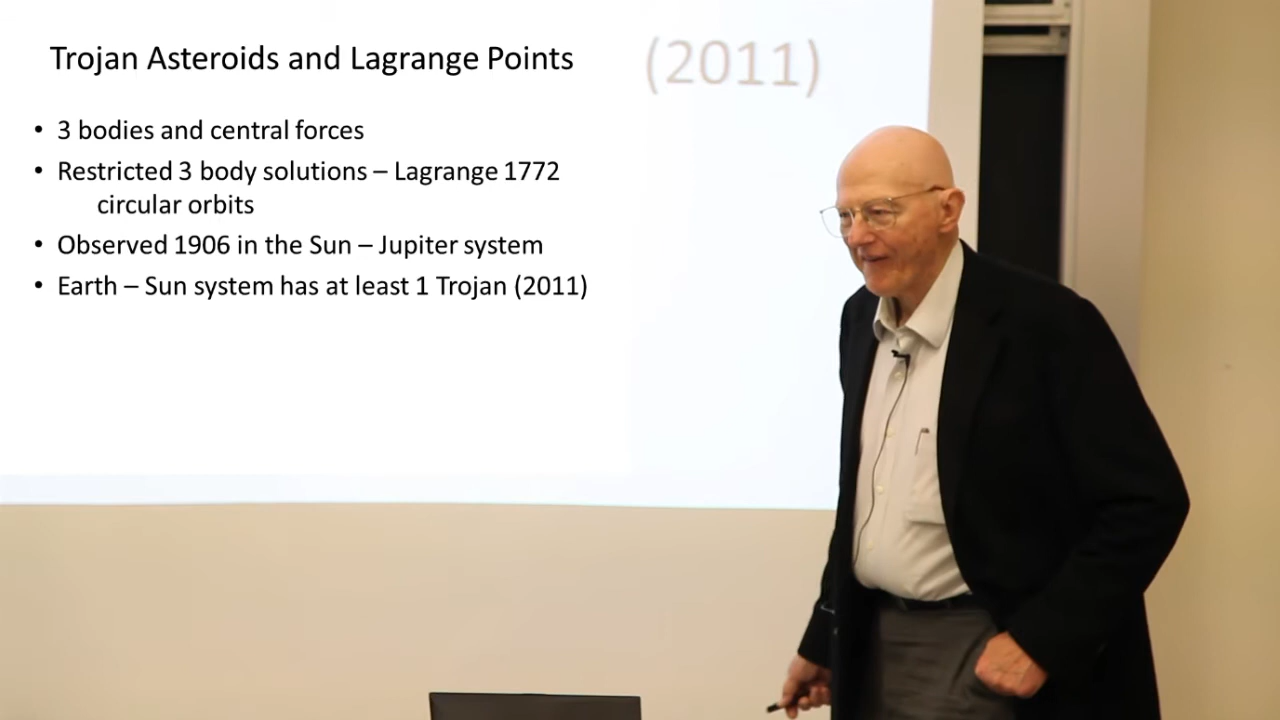 Trojan Asteroids and Lagrange Points
(2011)
• 3 bodies and central forces
• Restricted 3 body solutions – Lagrange 1772
circular orbits
• Observed 1906 in the Sun – Jupiter system
• Earth – Sun system has at least 1 Trojan (2011)